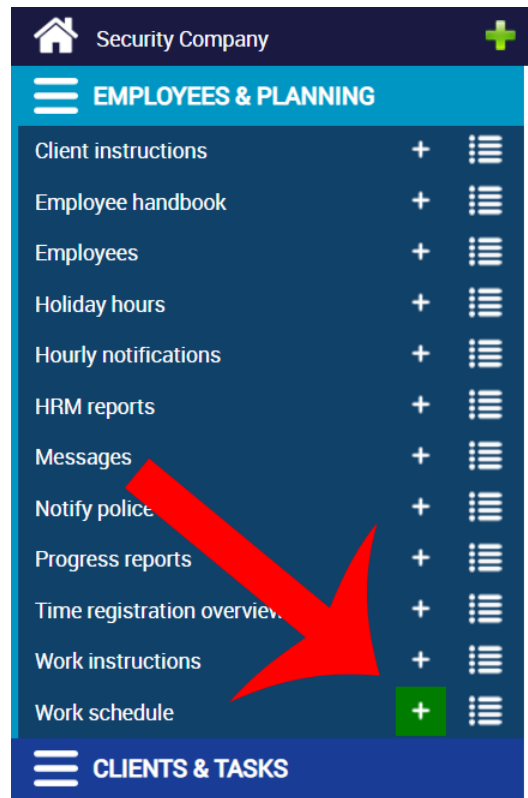 Security Company
EMPLOYEES & PLANNING
Client instructions
Employee handbook
Employees
Holiday hours
Hourly notifications
HRM reports
Messages
Notify police
Progress reports
Time registration overview
Work instructions
Work schedule
CLIENTS & TASKS